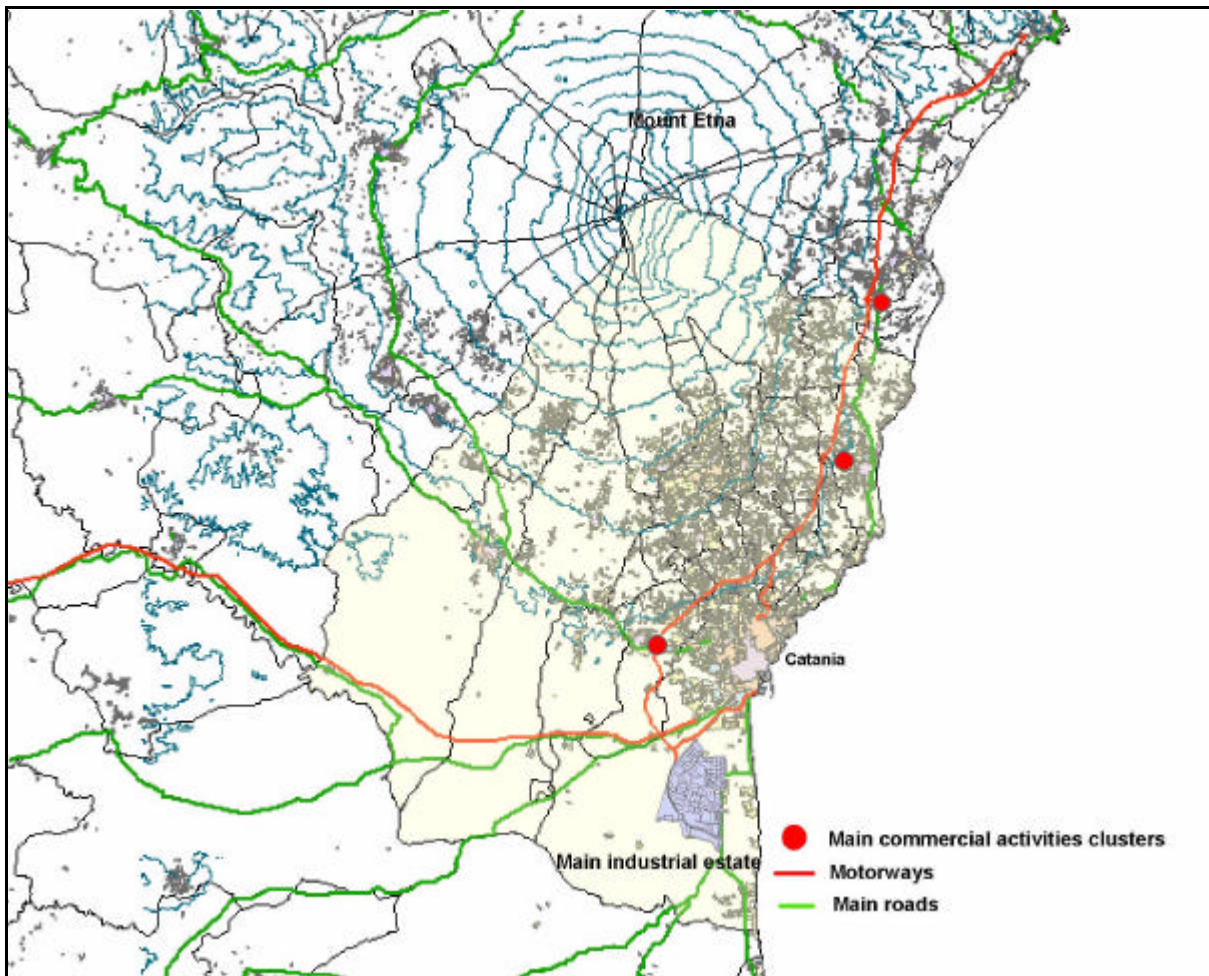 Mount Etna
Catania
Main commercial activities clusters
Main industrial estate
Motorways
Main roads